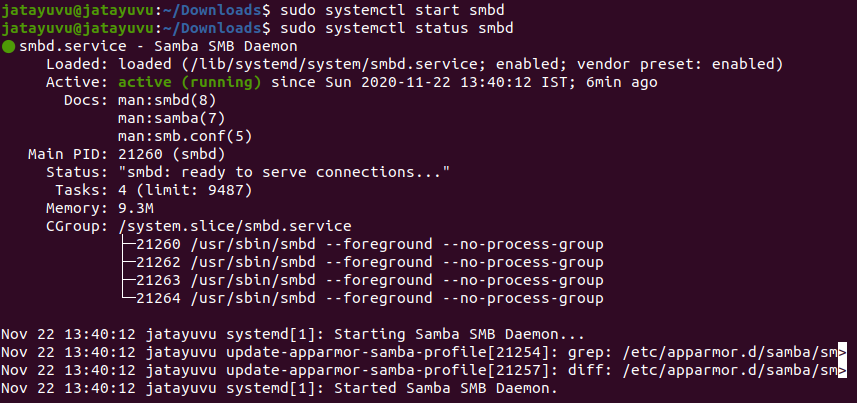 jatayuvu@jatayuvu:~/Downloads$ sudo systemctl start smbd
jatayuvu@jatayuvu:~/Downloads$ sudo systemctl status smbd
● smbd.service - Samba SMB Daemon
     Loaded: loaded (/lib/systemd/system/smbd.service; enabled; vendor preset: enabled)
     Active: active (running) since Sun 2020-11-22 13:40:12 IST; 6min ago
       Docs: man:smbd(8)
             man:samba(7)
             man:smb.conf(5)
   Main PID: 21260 (smbd)
     Status: "smbd: ready to serve connections..."
      Tasks: 4 (limit: 9487)
     Memory: 9.3M
     CGroup: /system.slice/smbd.service
             ├─21260 /usr/sbin/smbd --foreground --no-process-group
             ├─21262 /usr/sbin/smbd --foreground --no-process-group
             ├─21263 /usr/sbin/smbd --foreground --no-process-group
             └─21264 /usr/sbin/smbd --foreground --no-process-group
Nov 22 13:40:12 jatayuvu systemd[1]: Starting Samba SMB Daemon...
Nov 22 13:40:12 jatayuvu update-apparmor-samba-profile[21254]: grep: /etc/apparmor.d/samba/sm>
Nov 22 13:40:12 jatayuvu update-apparmor-samba-profile[21257]: diff: /etc/apparmor.d/samba/sm>
Nov 22 13:40:12 jatayuvu systemd[1]: Started Samba SMB Daemon.